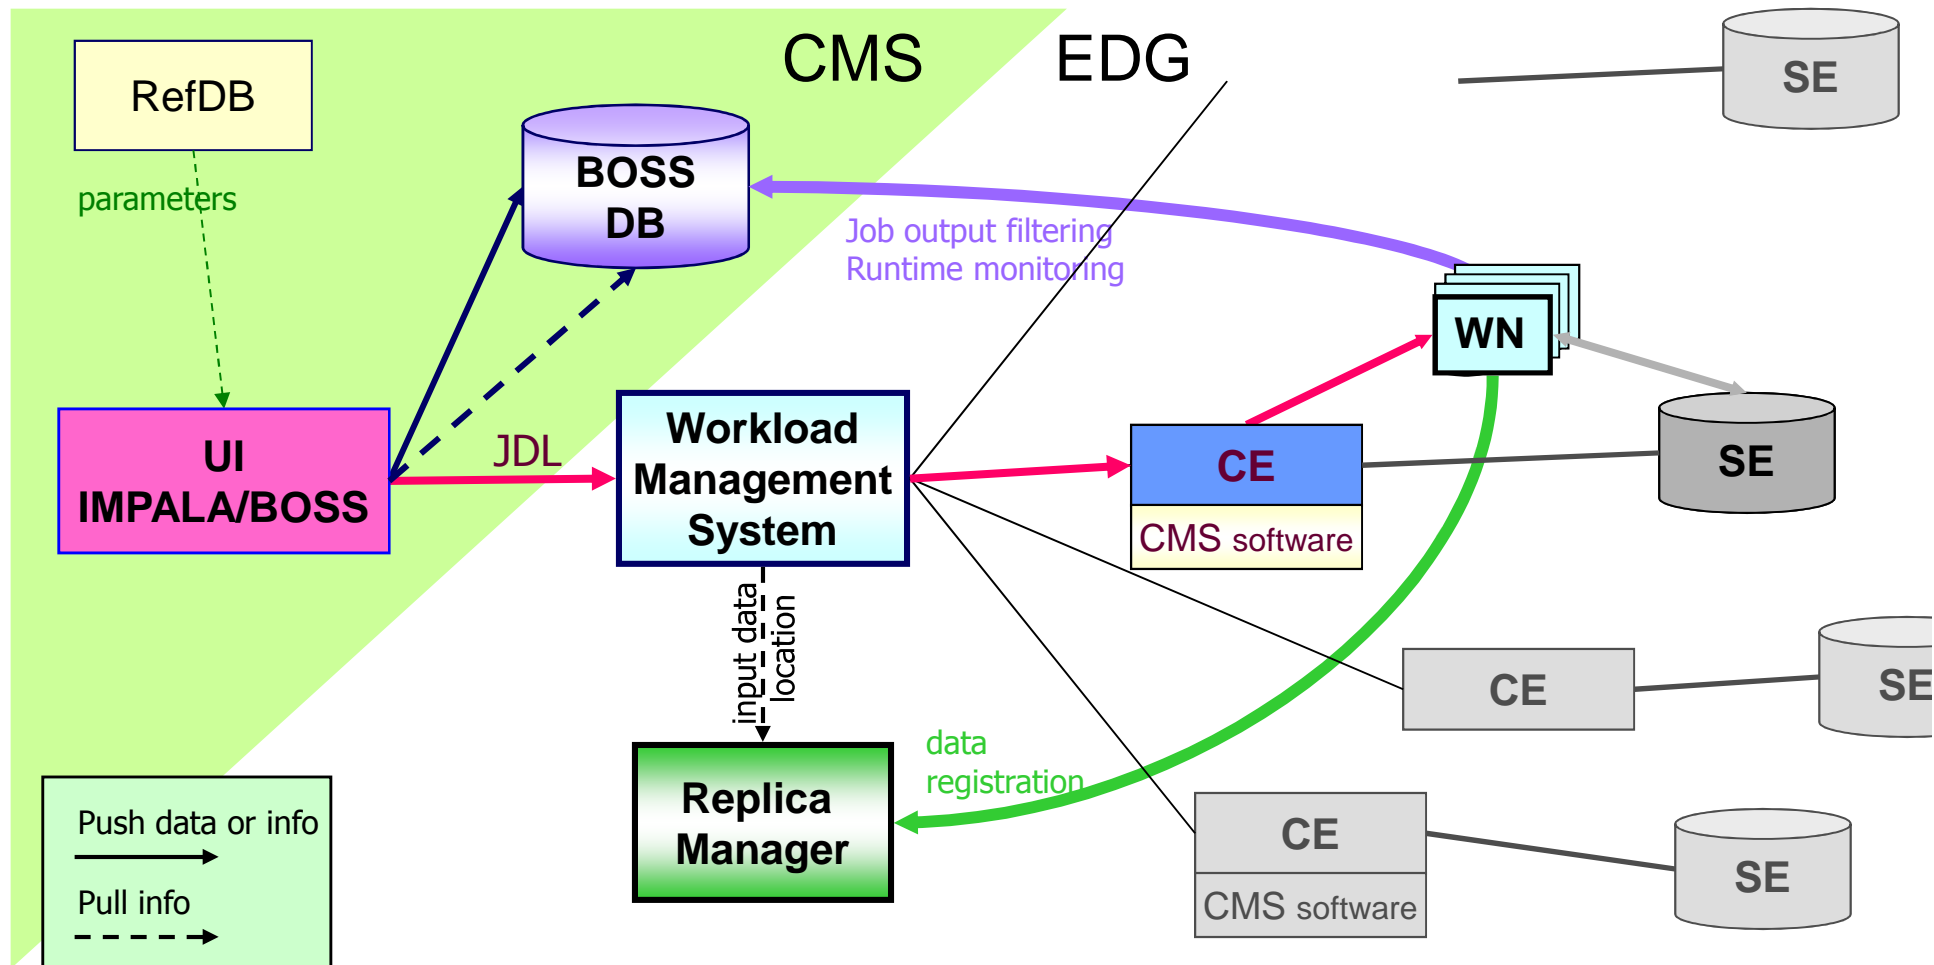 CMS
EDG
RefDB
SE
BOSS
DB
parameters
Job output filtering
Runtime monitoring
WN
UI
IMPALA/BOSS
JDL
Workload
Management
System
CE
CMS software
SE
input data
location
CE
SE
data
registration
Replica
Manager
CE
CMS software
SE
Push data or info
Pull info